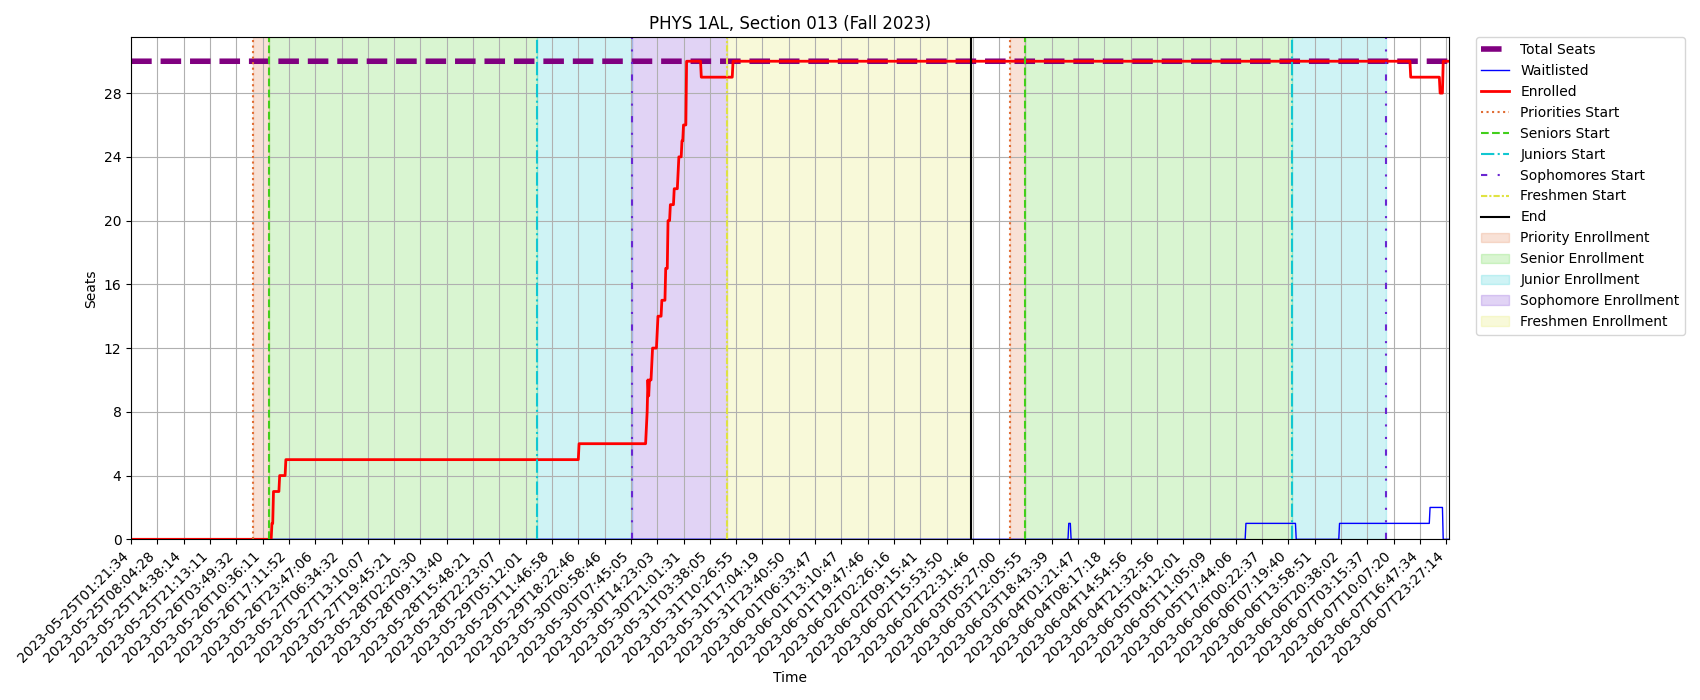 PHYS 1AL, Section 013 (Fall 2023)
Total Seats
Waitlisted
Enrolled
Priorities Start
Seniors Start
Juniors Start
Sophomores Start
Freshmen Start
End
Priority Enrollment
Senior Enrollment
Junior Enrollment
Sophomore Enrollment
Freshmen Enrollment
Seats
28
24
20
16
12
8
4
0
2023-05-25T01:21:34
2023-05-25T08:04:28
2023-05-25T14:38:14
2023-05-25T21:13:11
2023-05-26T03:49:32
2023-05-26T10:36:11
2023-05-26T17:11:52
2023-05-26T23:47:06
2023-05-27T06:34:32
2023-05-27T13:10:07
2023-05-27T19:45:21
2023-05-28T02:20:30
2023-05-28T09:13:40
2023-05-28T15:48:21
2023-05-28T22:23:07
2023-05-29T05:12:01
2023-05-29T11:46:58
2023-05-29T18:22:46
2023-05-30T00:58:46
2023-05-30T07:45:05
2023-05-30T14:23:03
2023-05-30T21:01:31
2023-05-31T03:38:05
2023-05-31T10:26:55
2023-05-31T17:04:19
2023-05-31T23:40:50
2023-06-01T06:33:47
2023-06-01T13:10:47
2023-06-01T19:47:46
2023-06-02T02:26:16
2023-06-02T09:15:41
2023-06-02T15:53:50
2023-06-02T22:31:46
2023-06-03T05:27:00
2023-06-03T12:05:55
2023-06-03T18:43:39
2023-06-04T01:21:47
2023-06-04T08:17:18
2023-06-04T14:54:56
2023-06-04T21:32:56
2023-06-05T04:12:01
2023-06-05T11:05:09
2023-06-05T17:44:06
2023-06-06T00:22:37
2023-06-06T07:19:40
2023-06-06T13:58:51
2023-06-06T20:38:02
2023-06-07T03:15:37
2023-06-07T10:07:20
2023-06-07T16:47:34
2023-06-07T23:27:14
Time